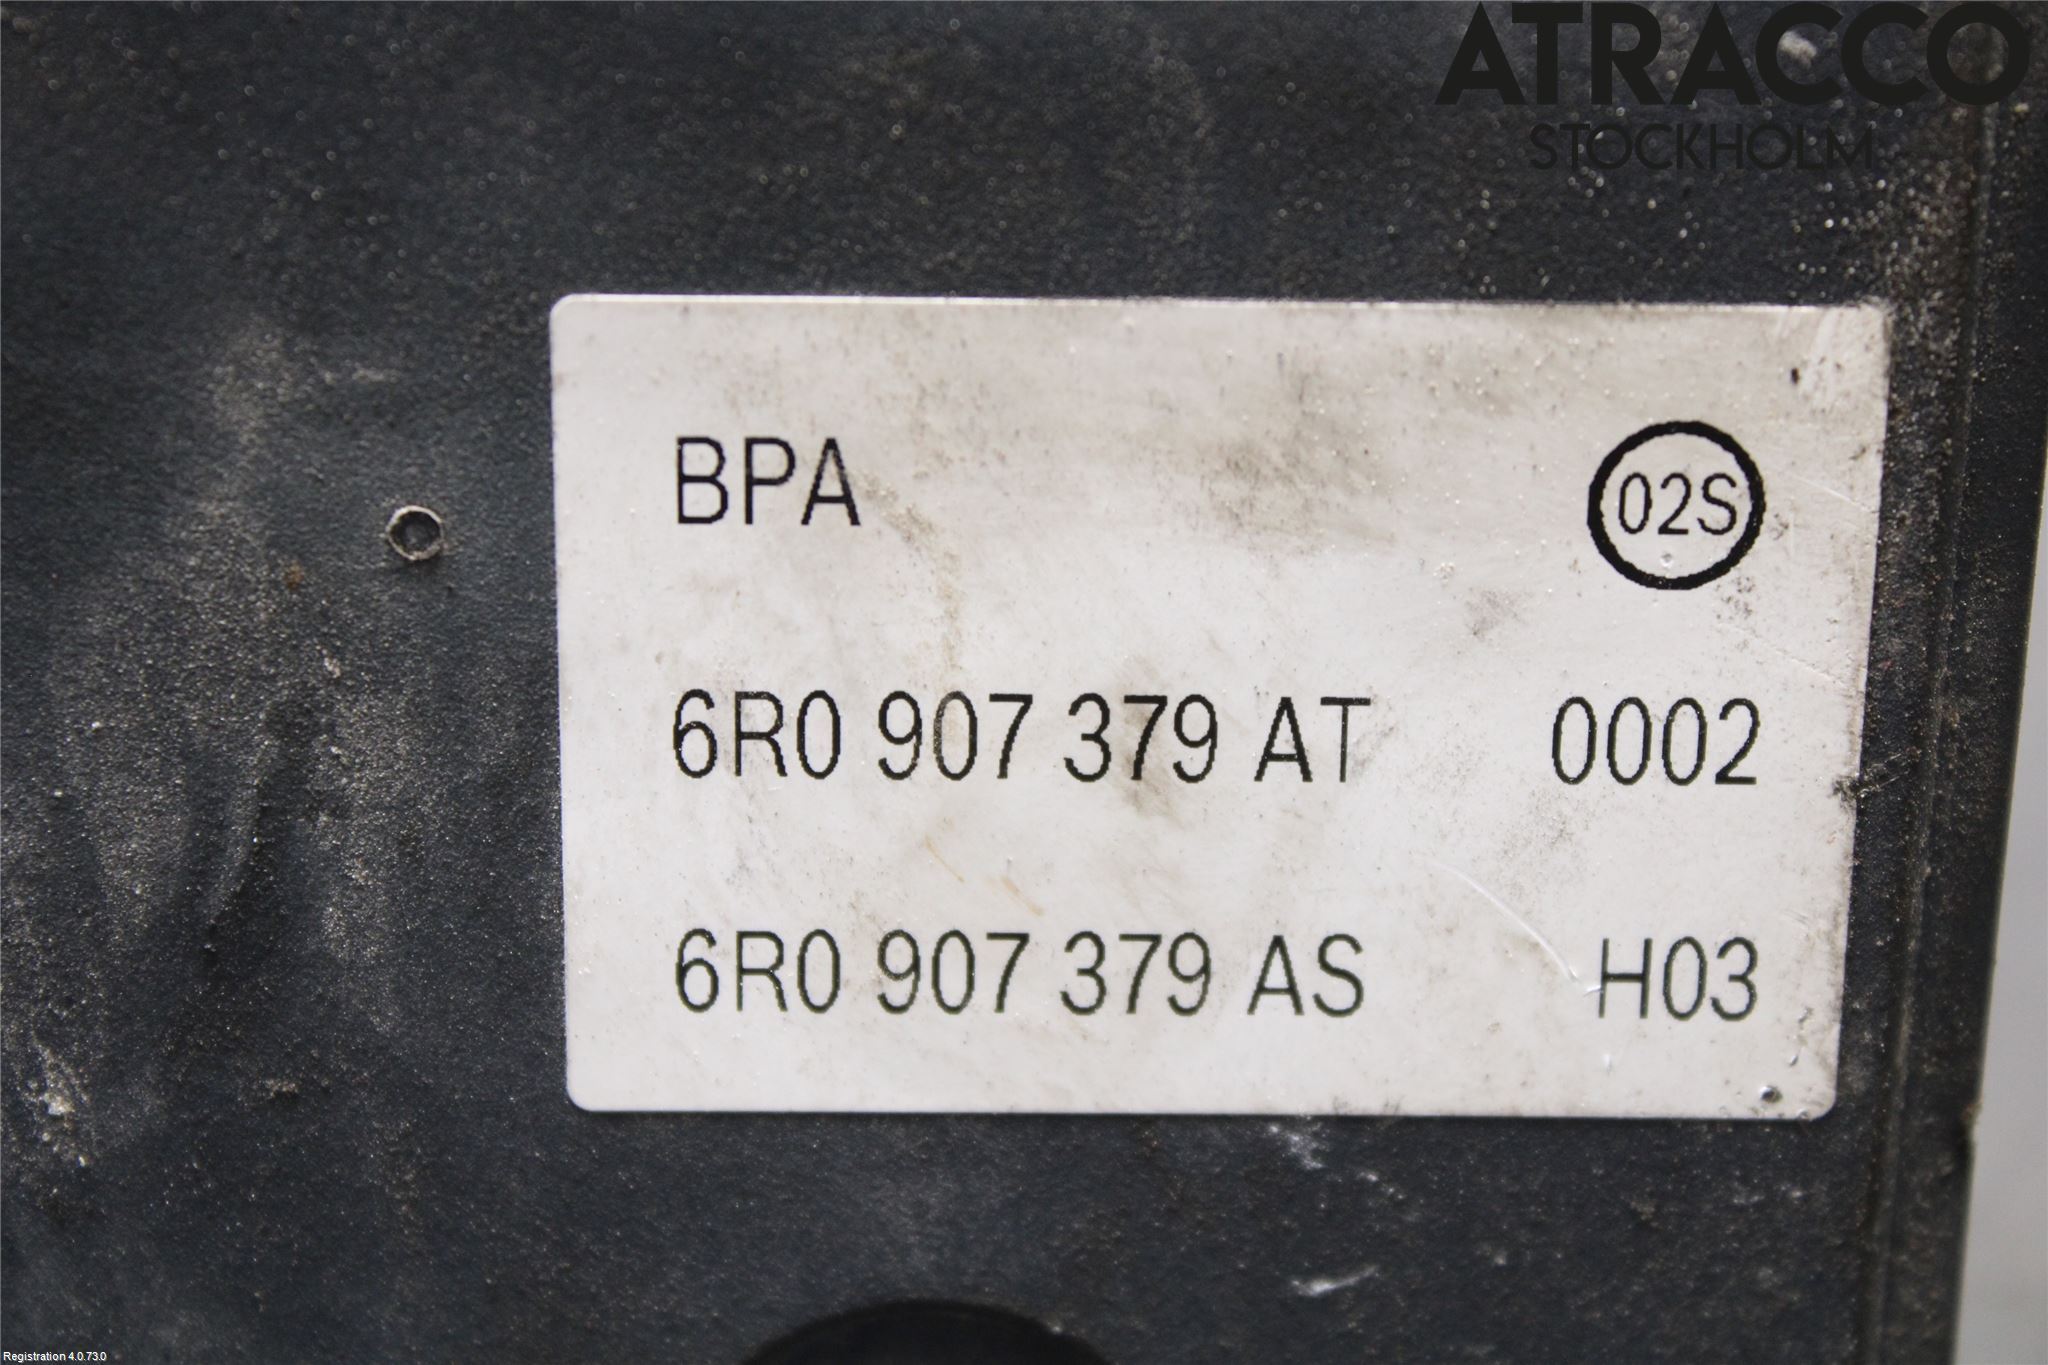 ATRACCO
STOCKHOLM
BPA 02S
6R0 907 379 AT 0002
6R0 907 379 AS H03
Registration 4.0.73.0